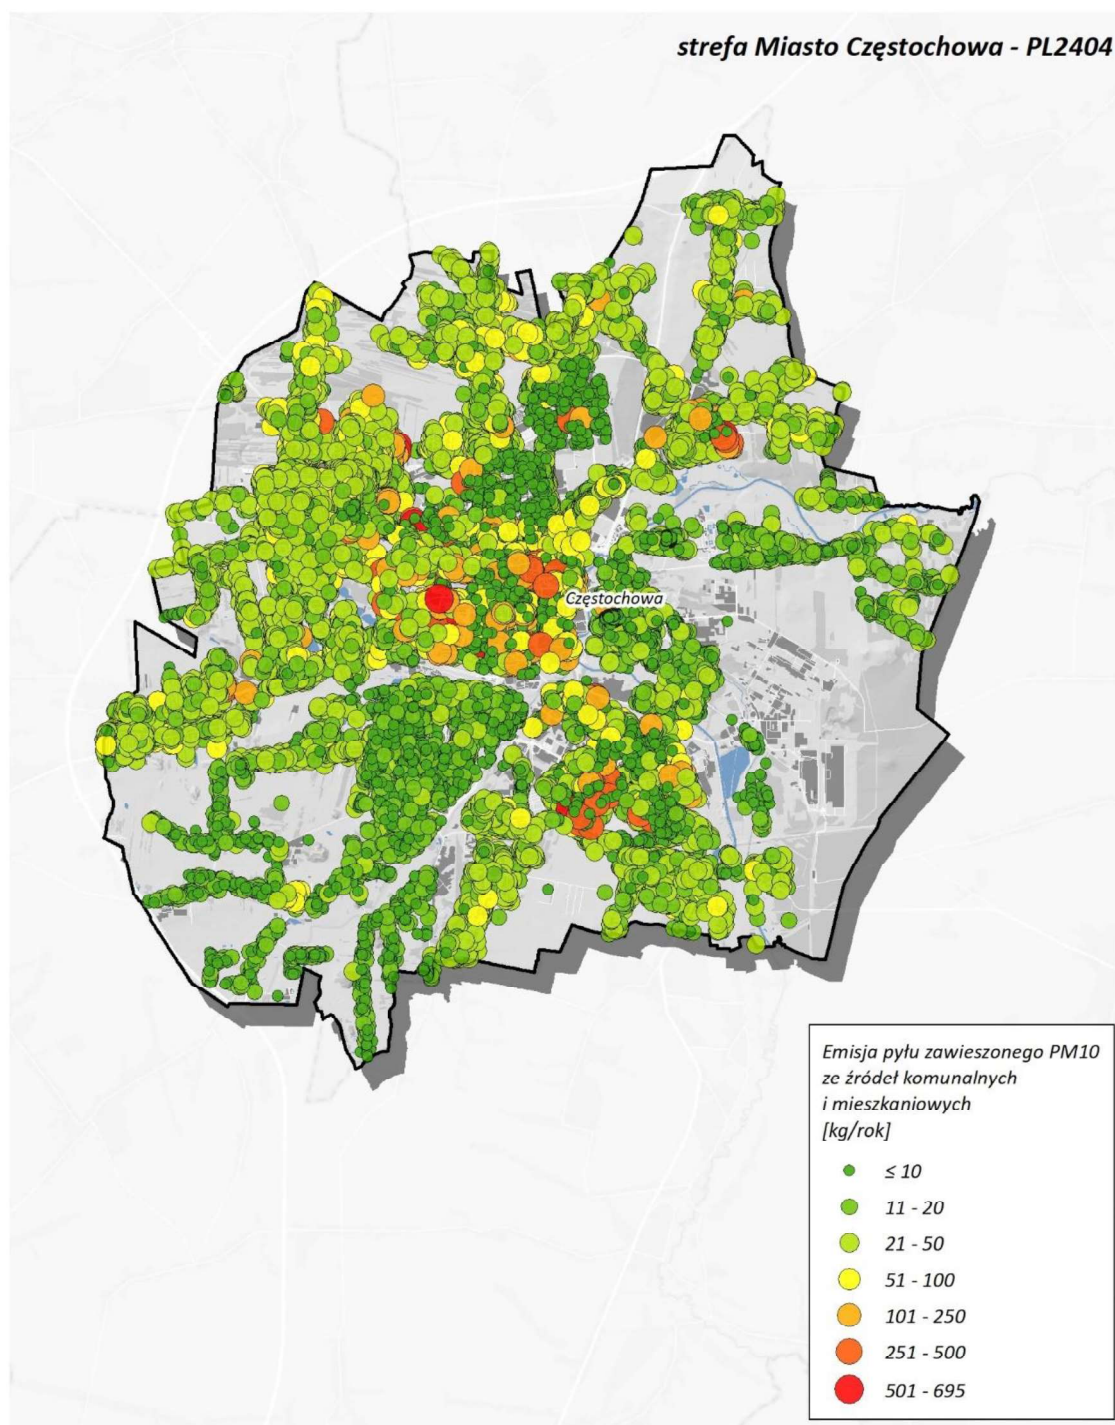 strefa Miasto Częstochowa - PL2404
Częstochowa
Emisja pyłu zawieszonego PM10
ze źródeł komunalnych
i mieszkaniowych
[kg/rok]
≤ 10
11 - 20
21 - 50
51 - 100
101 - 250
251 - 500
501 - 695